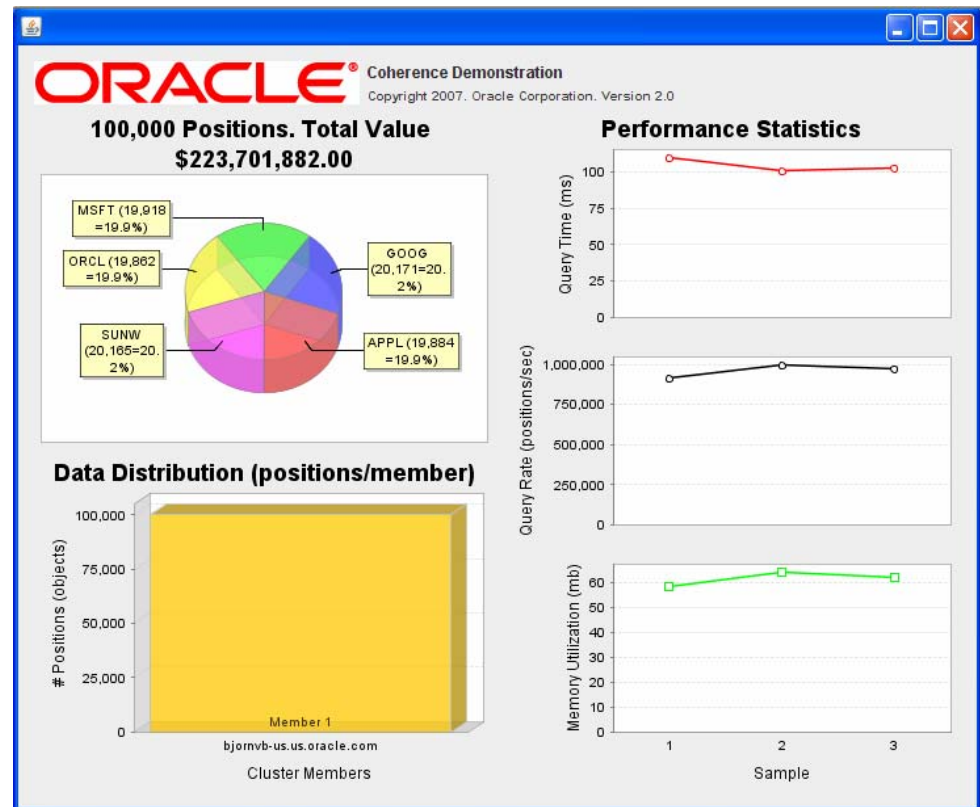 ORACLE®
Coherence Demonstration
Copyright 2007. Oracle Corporation. Version 2.0
100,000 Positions. Total Value
$223,701,882.00
MSFT (19,918
=19.9%)
ORCL (19,862
=19.9%)
GOOG
(20,171=20.
2%)
SUNW
(20,165=20.
2%)
APPL (19,884
=19.9%)
Data Distribution (positions/member)
# Positions (objects)
100,000
75,000
50,000
25,000
0
Member 1
bjornvb-us.us.oracle.com
Cluster Members
Performance Statistics
Query Time (ms)
100
75
50
25
0
Query Rate (positions/sec)
1,000,000
750,000
500,000
250,000
0
Memory Utilization (mb)
60
50
40
30
20
10
0
1 2 3
Sample